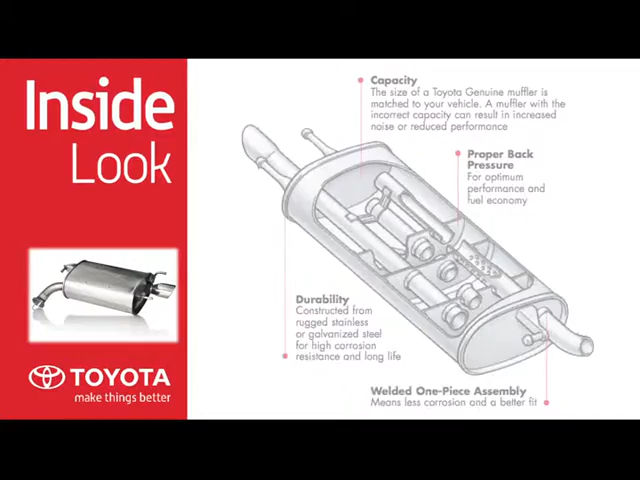 Inside
Look
TOYOTA
make things better
Capacity
The size of a Toyota Genuine muffler is
matched to your vehicle. A muffler with the
incorrect capacity can result in increased
noise or reduced performance
Proper Back
Pressure
For optimum
performance and
fuel economy
Durability
Constructed from
rugged stainless
or galvanized steel
for high corrosion
resistance and long life
Welded One-Piece Assembly
Means less corrosion and a better fit